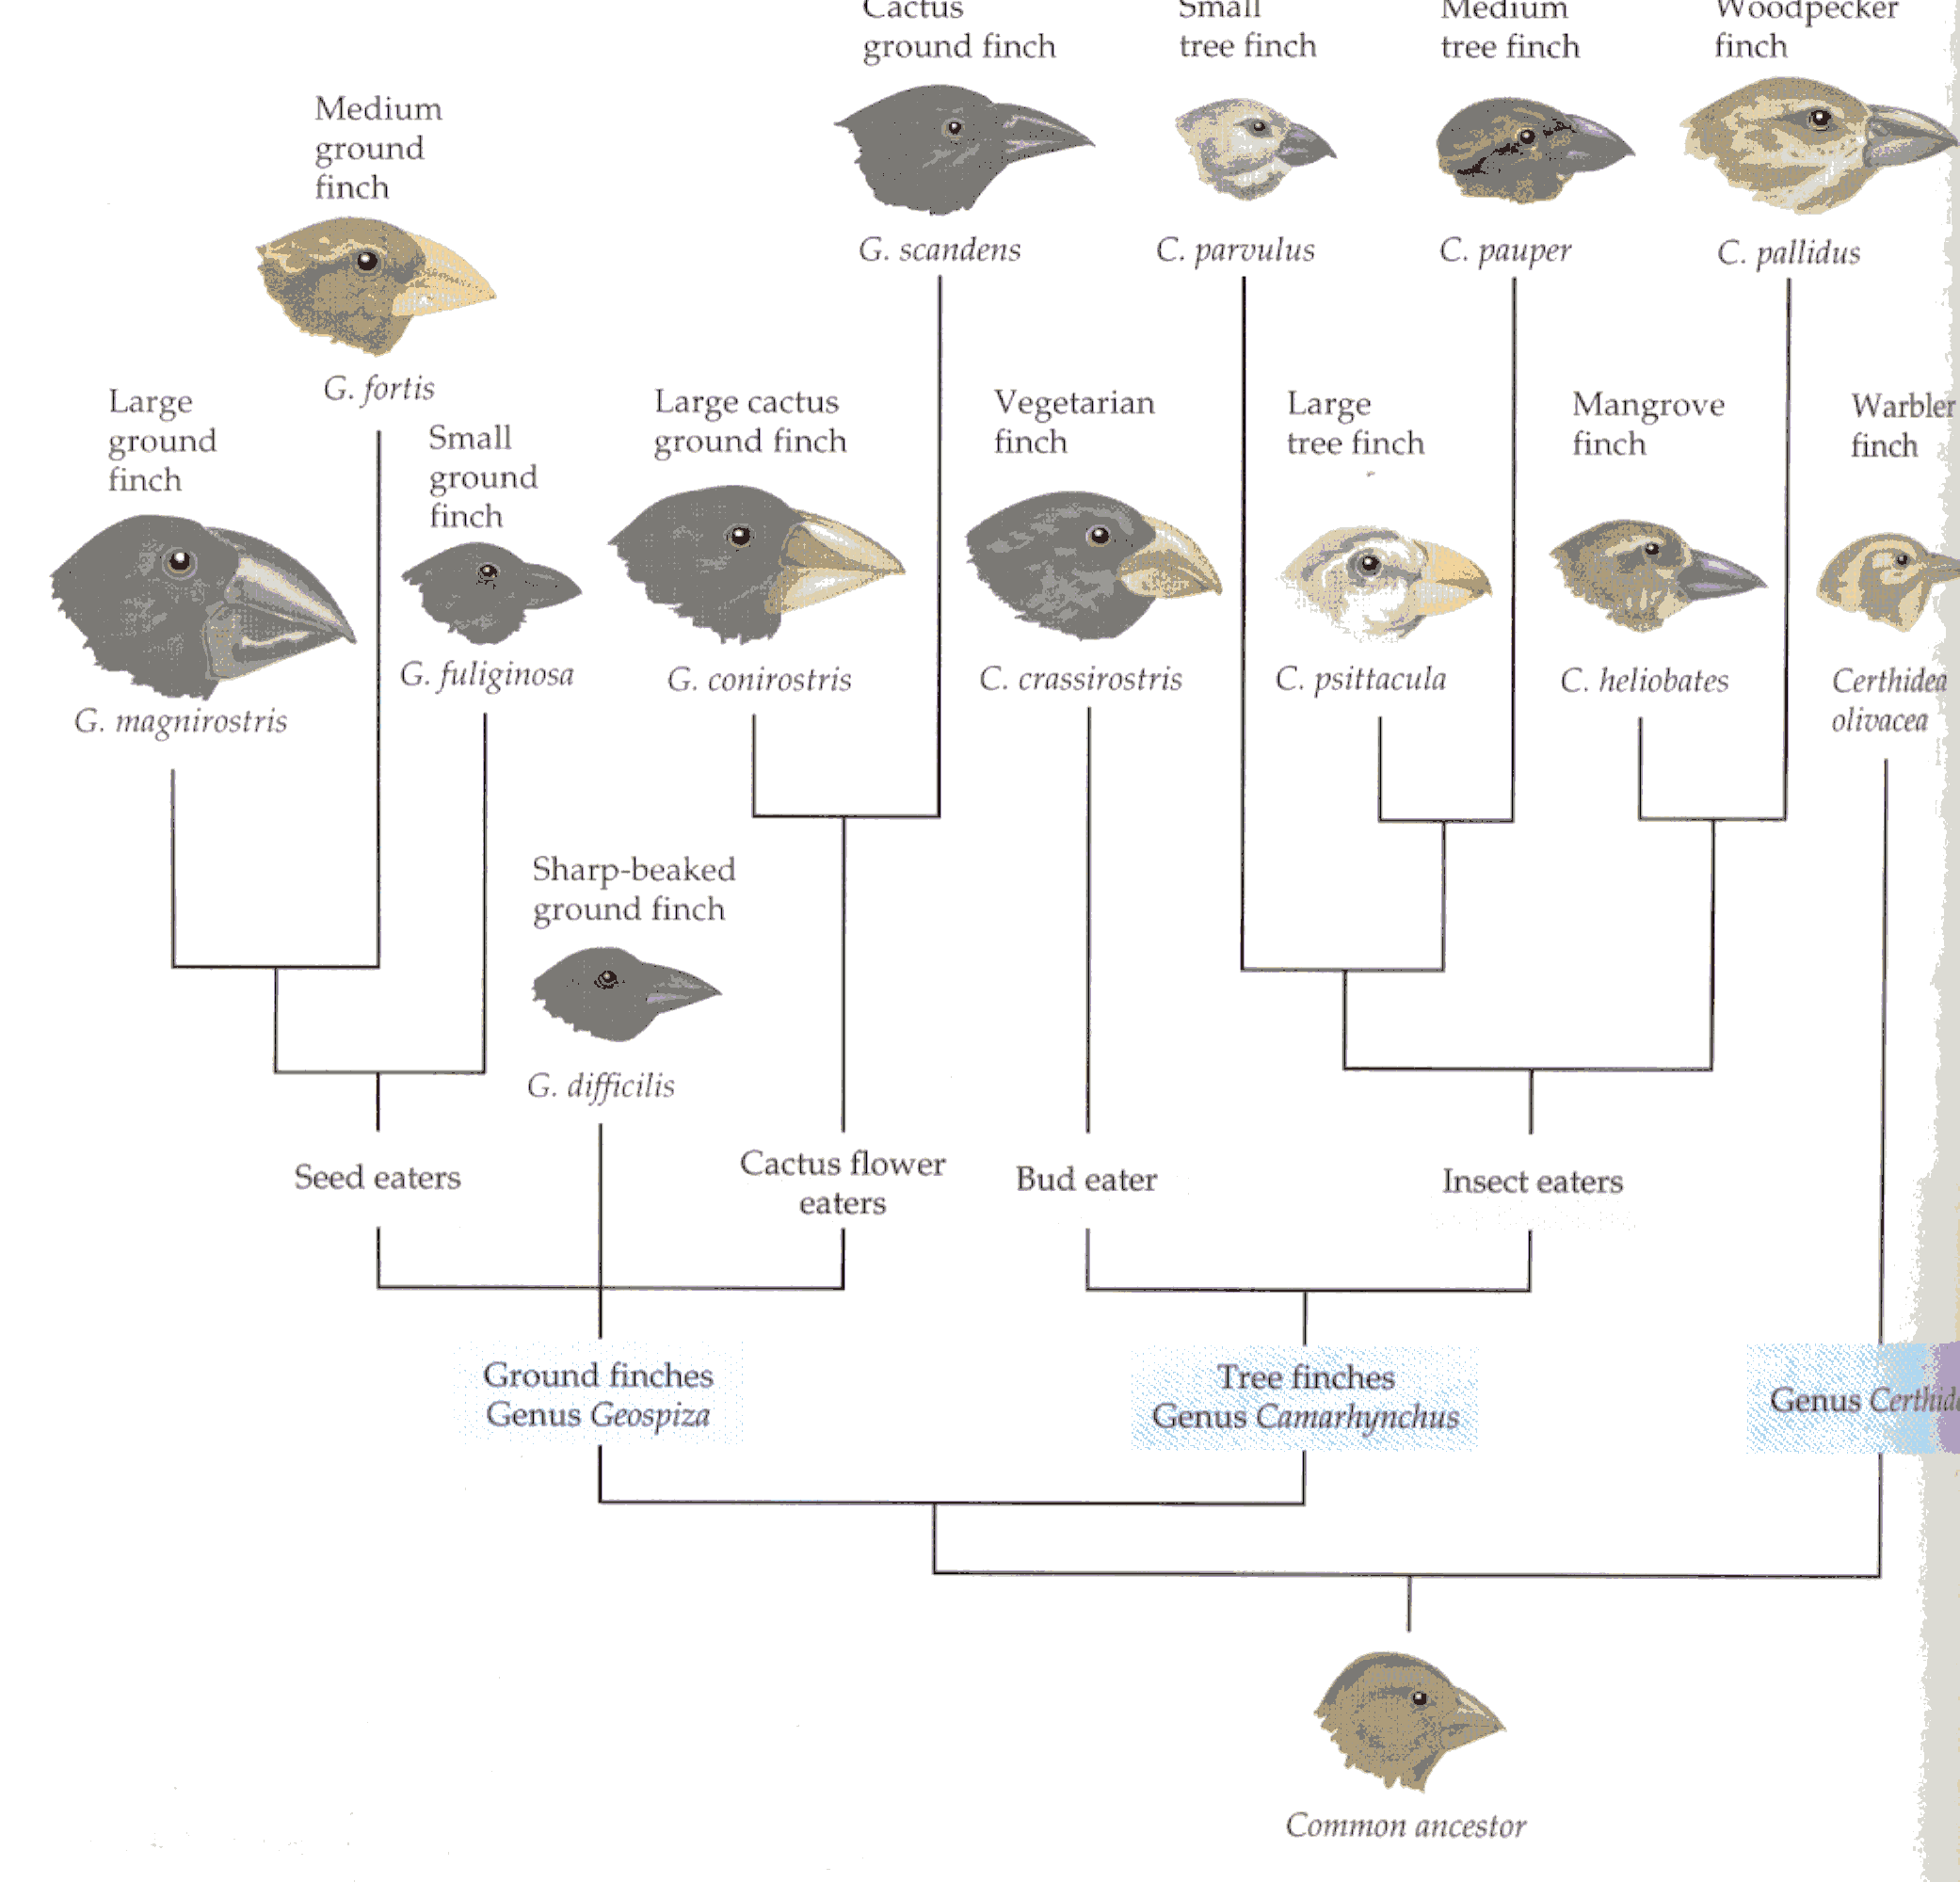 Cactus
ground finch
Small
tree finch
Medium
tree finch
Woodpecker
finch
Medium
ground
finch
G. scandens
C. parvulus
C. pauper
C. pallidus
G. fortis
Large
ground
finch
Small
ground
finch
Large cactus
ground finch
Vegetarian
finch
Large
tree finch
Mangrove
finch
Warbler
finch
G. magnirostris
G. fuliginosa
G. conirostris
C. crassirostris
C. psittacula
C. heliobates
Certhidea
olivacea
Sharp-beaked
ground finch
G. difficilis
Seed eaters
Cactus flower
eaters
Bud eater
Insect eaters
Ground finches
Genus Geospiza
Tree finches
Genus Camarhynchus
Genus
Common ancestor